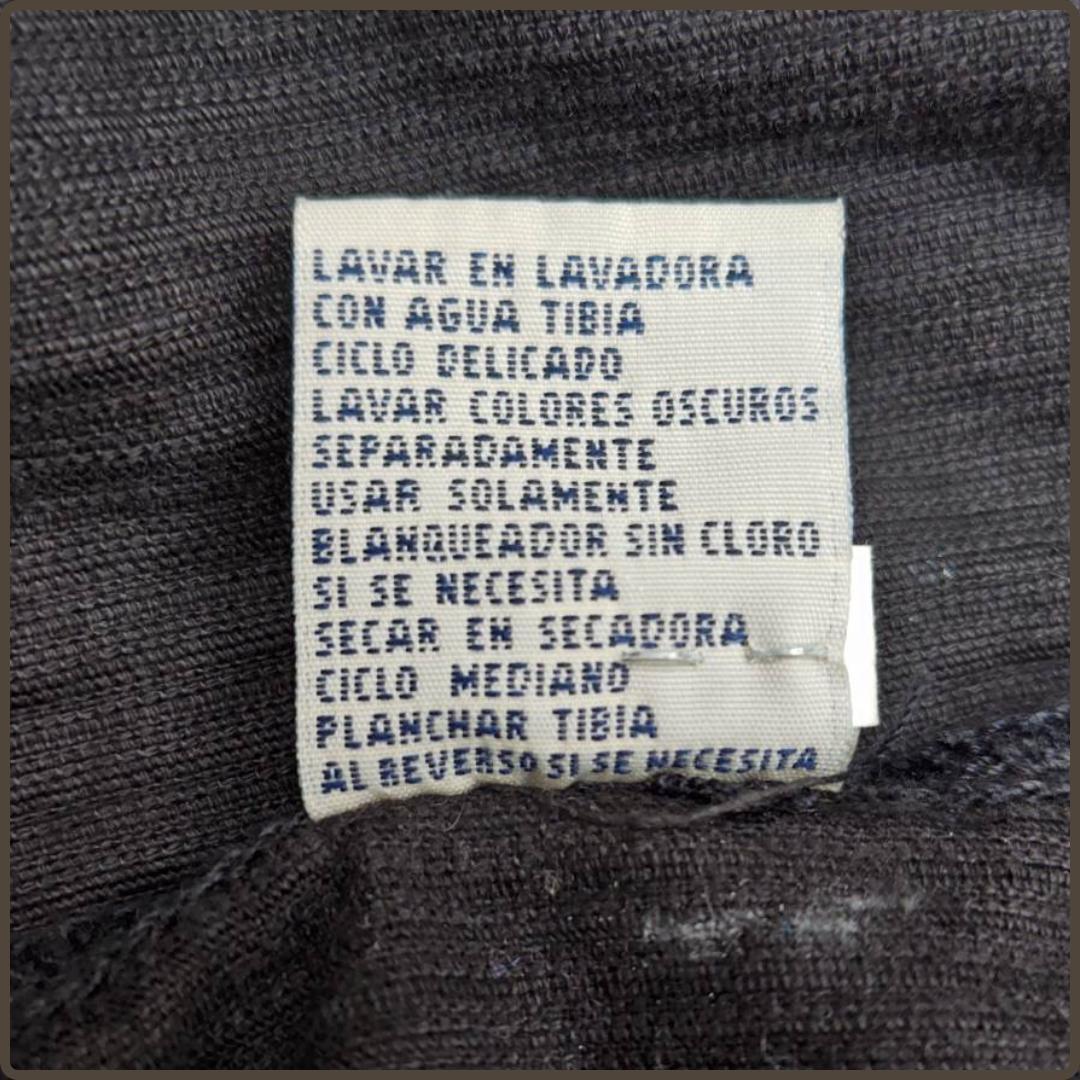 LAVAR EN LAVADORA
CON AGUA TIBIA
CICLO DELICADO
LAVAR COLORES OSCUROS
SEPARADAMENTE
USAR SOLAMENTE
BLANQUEADOR SIN CLORO
SI SE NECESITA
SECAR EN SECADORA
CICLO MEDIANO
PLANCHAR TIBIA
AL REVERSO SI SE NECESITA